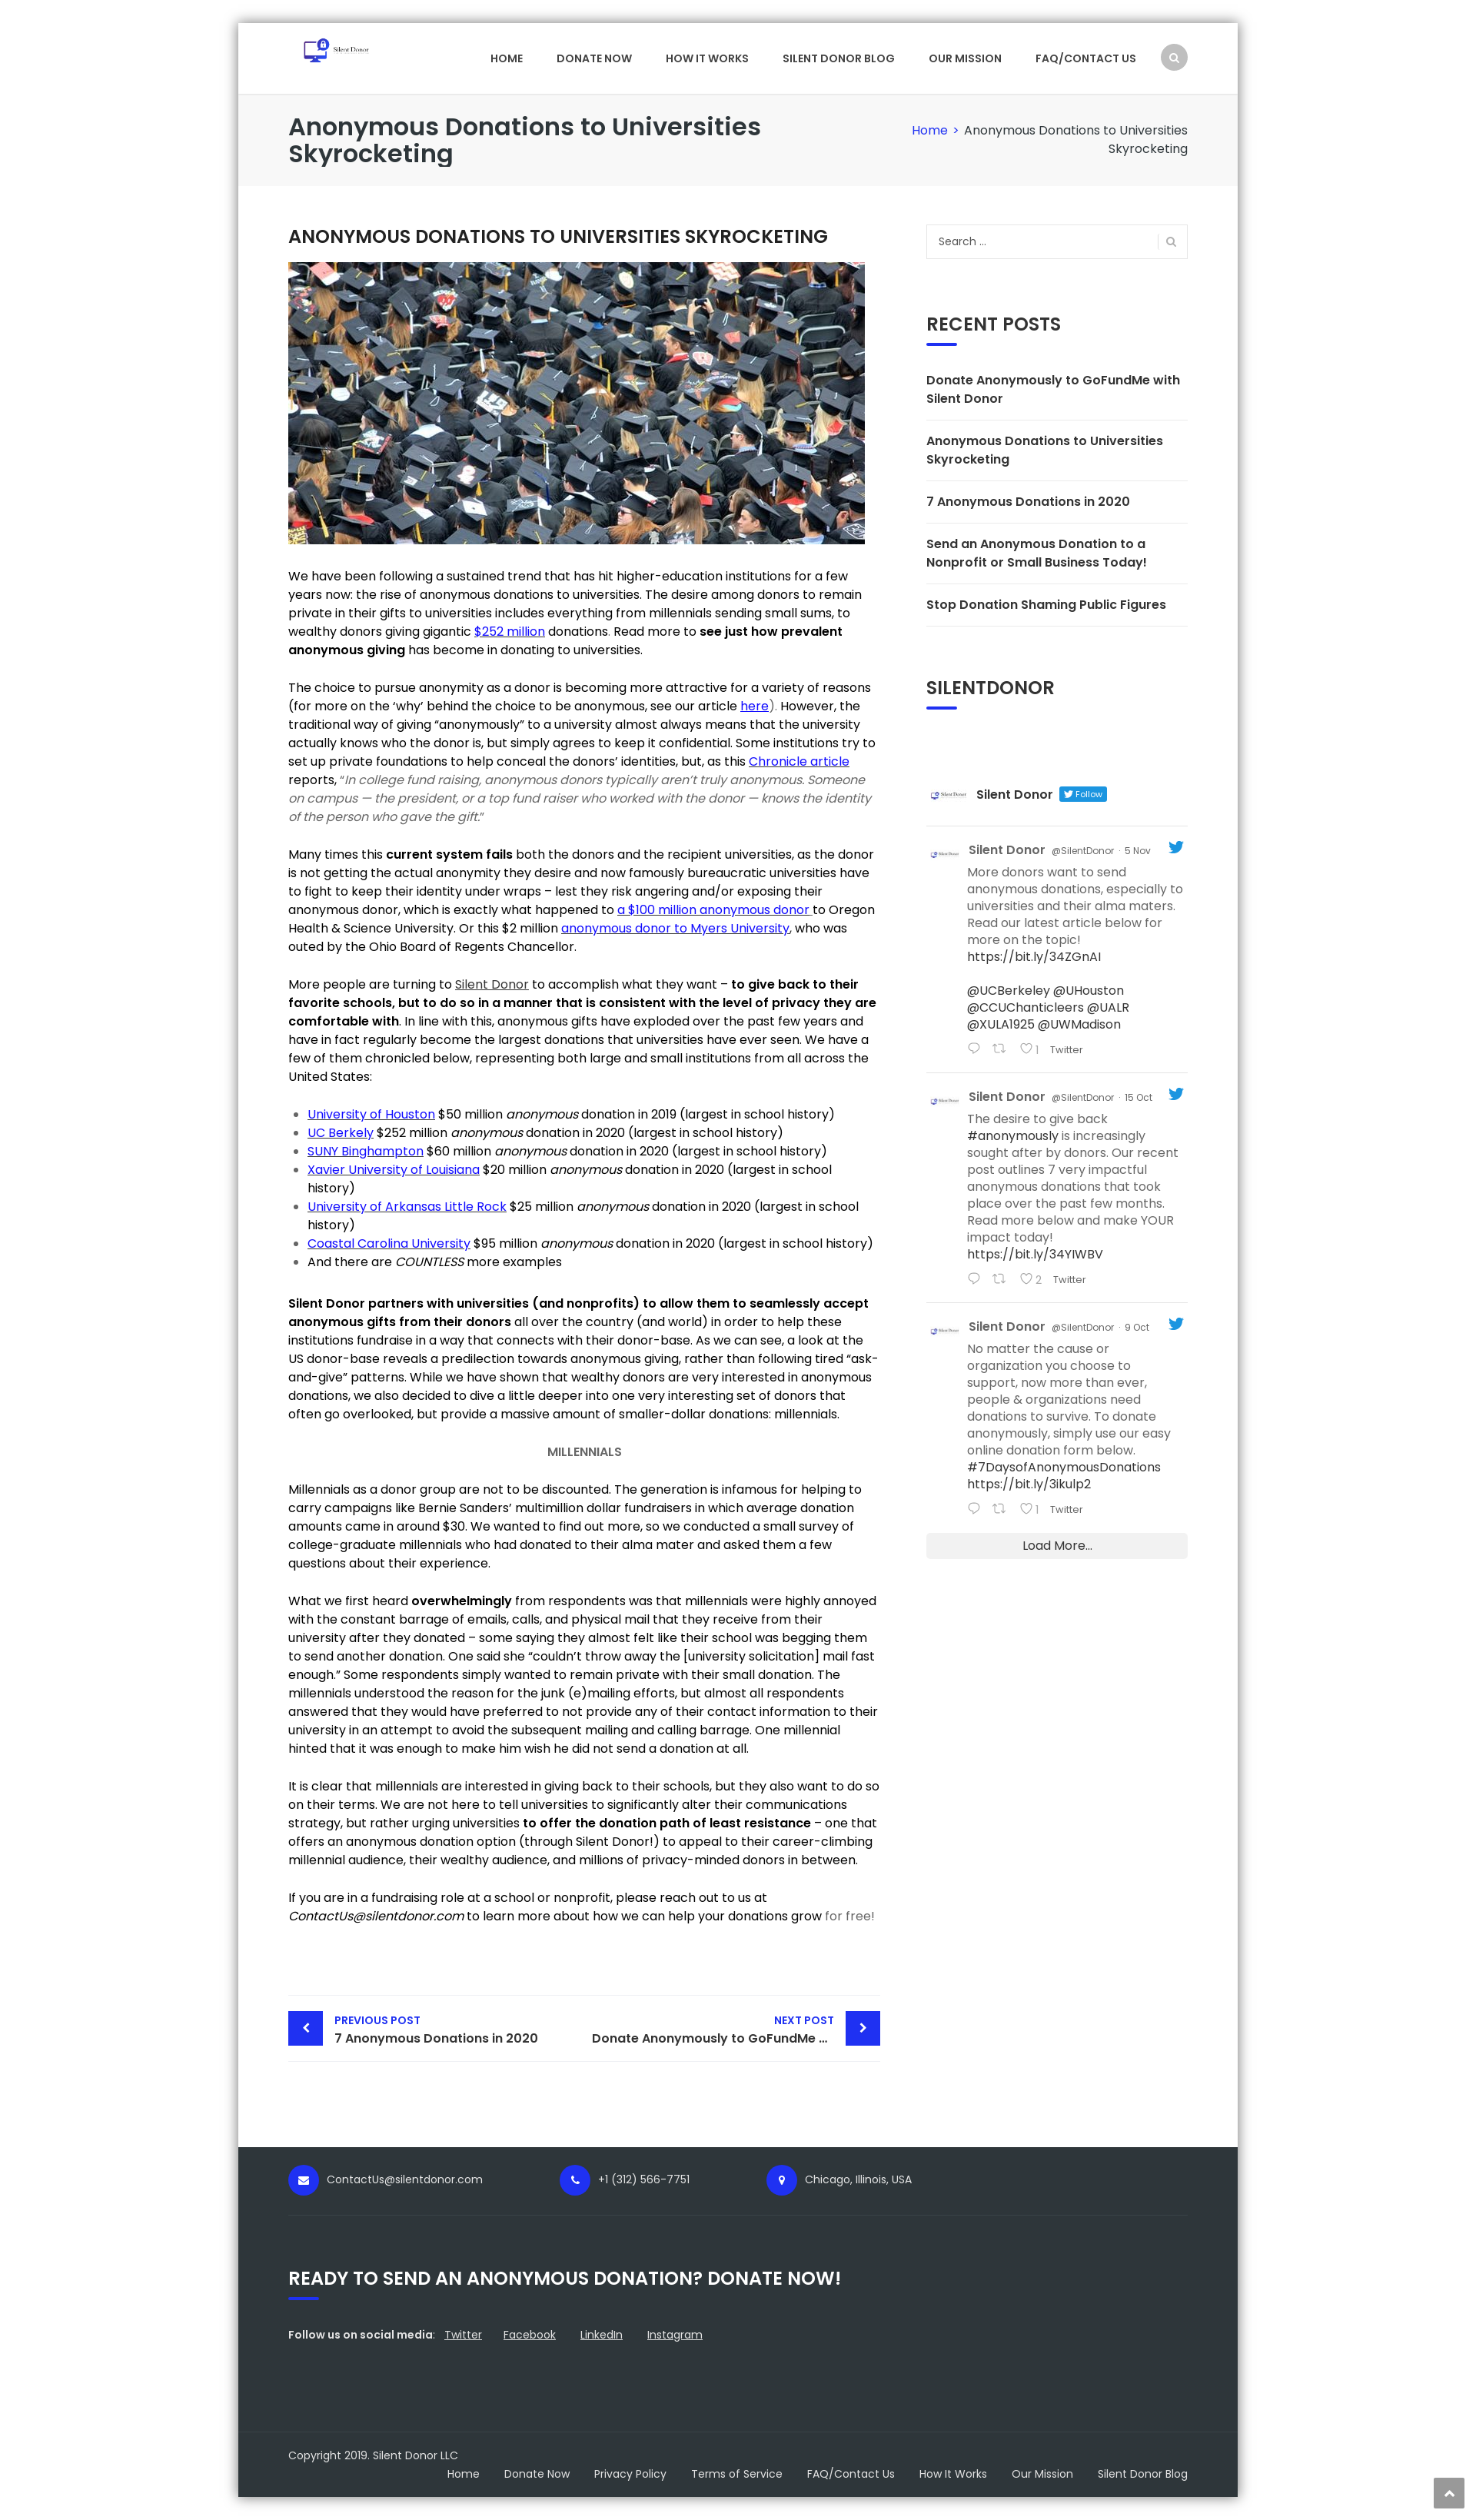 Silent Donor
HOME
DONATE NOW
HOW IT WORKS
SILENT DONOR BLOG
OUR MISSION
FAQ/CONTACT US
Anonymous Donations to Universities
Skyrocketing
Home > Anonymous Donations to Universities
Skyrocketing
ANONYMOUS DONATIONS TO UNIVERSITIES SKYROCKETING
We have been following a sustained trend that has hit higher-education institutions for a few
years now: the rise of anonymous donations to universities. The desire among donors to remain
private in their gifts to universities includes everything from millennials sending small sums, to
wealthy donors giving gigantic $252 million donations. Read more to see just how prevalent
anonymous giving has become in donating to universities.
The choice to pursue anonymity as a donor is becoming more attractive for a variety of reasons
(for more on the ‘why’ behind the choice to be anonymous, see our article here). However, the
traditional way of giving “anonymously” to a university almost always means that the university
actually knows who the donor is, but simply agrees to keep it confidential. Some institutions try to
set up private foundations to help conceal the donors’ identities, but, as this Chronicle article
reports, “In college fund raising, anonymous donors typically aren’t truly anonymous. Someone
on campus — the president, or a top fund raiser who worked with the donor — knows the identity
of the person who gave the gift.”
Many times this current system fails both the donors and the recipient universities, as the donor
is not getting the actual anonymity they desire and now famously bureaucratic universities have
to fight to keep their identity under wraps – lest they risk angering and/or exposing their
anonymous donor, which is exactly what happened to a $100 million anonymous donor to Oregon
Health & Science University. Or this $2 million anonymous donor to Myers University, who was
outed by the Ohio Board of Regents Chancellor.
More people are turning to Silent Donor to accomplish what they want – to give back to their
favorite schools, but to do so in a manner that is consistent with the level of privacy they are
comfortable with. In line with this, anonymous gifts have exploded over the past few years and
have in fact regularly become the largest donations that universities have ever seen. We have a
few of them chronicled below, representing both large and small institutions from all across the
United States:
• University of Houston $50 million anonymous donation in 2019 (largest in school history)
• UC Berkely $252 million anonymous donation in 2020 (largest in school history)
• SUNY Binghampton $60 million anonymous donation in 2020 (largest in school history)
• Xavier University of Louisiana $20 million anonymous donation in 2020 (largest in school
history)
• University of Arkansas Little Rock $25 million anonymous donation in 2020 (largest in school
history)
• Coastal Carolina University $95 million anonymous donation in 2020 (largest in school history)
• And there are COUNTLESS more examples
Silent Donor partners with universities (and nonprofits) to allow them to seamlessly accept
anonymous gifts from their donors all over the country (and world) in order to help these
institutions fundraise in a way that connects with their donor-base. As we can see, a look at the
US donor-base reveals a predilection towards anonymous giving, rather than following tired “ask-
and-give” patterns. While we have shown that wealthy donors are very interested in anonymous
donations, we also decided to dive a little deeper into one very interesting set of donors that
often go overlooked, but provide a massive amount of smaller-dollar donations: millennials.
MILLENNIALS
Millennials as a donor group are not to be discounted. The generation is infamous for helping to
carry campaigns like Bernie Sanders’ multimillion dollar fundraisers in which average donation
amounts came in around $30. We wanted to find out more, so we conducted a small survey of
college-graduate millennials who had donated to their alma mater and asked them a few
questions about their experience.
What we first heard overwhelmingly from respondents was that millennials were highly annoyed
with the constant barrage of emails, calls, and physical mail that they receive from their
university after they donated – some saying they almost felt like their school was begging them
to send another donation. One said she “couldn’t throw away the [university solicitation] mail fast
enough.” Some respondents simply wanted to remain private with their small donation. The
millennials understood the reason for the junk (e)mailing efforts, but almost all respondents
answered that they would have preferred to not provide any of their contact information to their
university in an attempt to avoid the subsequent mailing and calling barrage. One millennial
hinted that it was enough to make him wish he did not send a donation at all.
It is clear that millennials are interested in giving back to their schools, but they also want to do so
on their terms. We are not here to tell universities to significantly alter their communications
strategy, but rather urging universities to offer the donation path of least resistance – one that
offers an anonymous donation option (through Silent Donor!) to appeal to their career-climbing
millennial audience, their wealthy audience, and millions of privacy-minded donors in between.
If you are in a fundraising role at a school or nonprofit, please reach out to us at
ContactUs@silentdonor.com to learn more about how we can help your donations grow for free!
PREVIOUS POST
7 Anonymous Donations in 2020
NEXT POST
Donate Anonymously to GoFundMe ...
Search ...
RECENT POSTS
Donate Anonymously to GoFundMe with
Silent Donor
Anonymous Donations to Universities
Skyrocketing
7 Anonymous Donations in 2020
Send an Anonymous Donation to a
Nonprofit or Small Business Today!
Stop Donation Shaming Public Figures
SILENTDONOR
Silent Donor
Silent Donor Follow
Silent Donor
Silent Donor @SilentDonor · 5 Nov
More donors want to send
anonymous donations, especially to
universities and their alma maters.
Read our latest article below for
more on the topic!
https://bit.ly/34ZGnAI
@UCBerkeley @UHouston
@CCUChanticleers @UALR
@XULA1925 @UWMadison
1 Twitter
Silent Donor
Silent Donor @SilentDonor · 15 Oct
The desire to give back
#anonymously is increasingly
sought after by donors. Our recent
post outlines 7 very impactful
anonymous donations that took
place over the past few months.
Read more below and make YOUR
impact today!
https://bit.ly/34YIWBV
2 Twitter
Silent Donor
Silent Donor @SilentDonor · 9 Oct
No matter the cause or
organization you choose to
support, now more than ever,
people & organizations need
donations to survive. To donate
anonymously, simply use our easy
online donation form below.
#7DaysofAnonymousDonations
https://bit.ly/3ikulp2
1 Twitter
Load More...
ContactUs@silentdonor.com
+1 (312) 566-7751
Chicago, Illinois, USA
READY TO SEND AN ANONYMOUS DONATION? DONATE NOW!
Follow us on social media: Twitter Facebook LinkedIn Instagram
Copyright 2019. Silent Donor LLC
Home Donate Now Privacy Policy Terms of Service FAQ/Contact Us How It Works Our Mission Silent Donor Blog